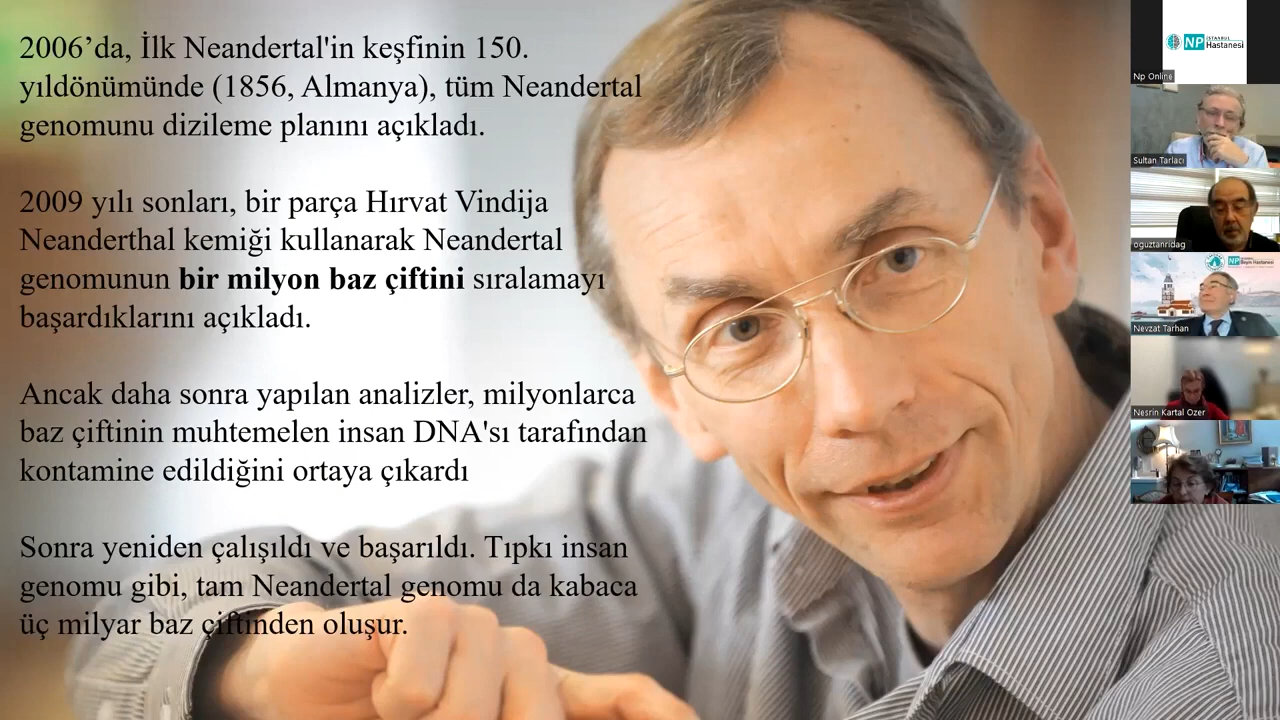 2006’da, İlk Neandertal'in keşfinin 150.
yıldönümünde (1856, Almanya), tüm Neandertal
genomunu dizileme planını açıkladı.
2009 yılı sonları, bir parça Hırvat Vindija
Neanderthal kemiği kullanarak Neandertal
genomunun bir milyon baz çiftini sıralamayı
başardıklarını açıkladı.
Ancak daha sonra yapılan analizler, milyonlarca
baz çiftinin muhtemelen insan DNA'sı tarafından
kontamine edildiğini ortaya çıkardı
Sonra yeniden çalışıldı ve başarıldı. Tıpkı insan
genomu gibi, tam Neandertal genomu da kabaca
üç milyar baz çiftinden oluşur.
NP İSTANBUL Hastanesi
Np Online
Sultan Tarlacı
oguztanridag
NP Beyin Hastanesi
Nevzat Tarhan
Nesrin Kartal Ozer